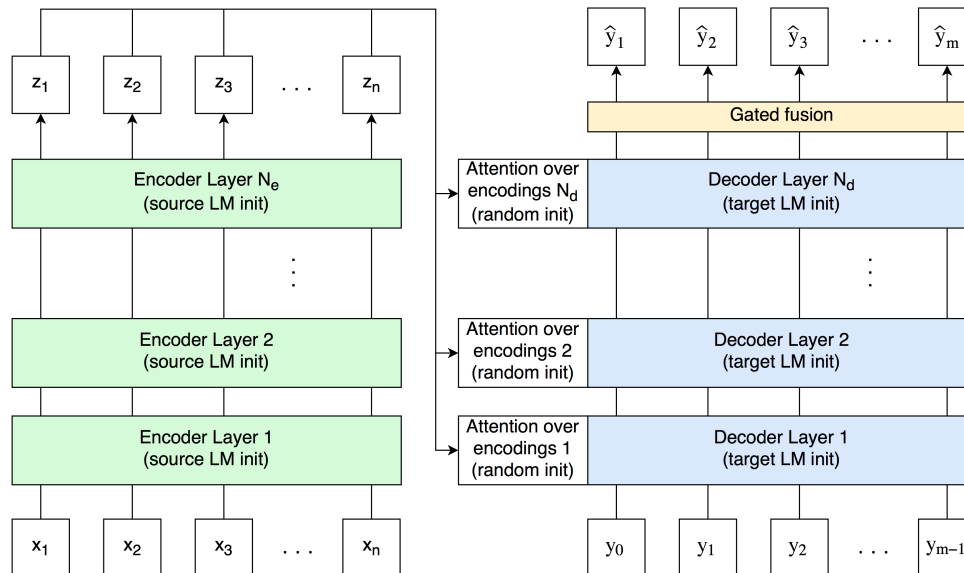 z₁ z₂ z₃ . . . zₙ
Encoder Layer Nₑ
(source LM init)
Encoder Layer 2
(source LM init)
Encoder Layer 1
(source LM init)
x₁ x₂ x₃ . . . xₙ
ŷ₁ ŷ₂ ŷ₃ . . . ŷₘ
Gated fusion
Attention over
encodings N_d
(random init)
Decoder Layer N_d
(target LM init)
Attention over
encodings 2
(random init)
Decoder Layer 2
(target LM init)
Attention over
encodings 1
(random init)
Decoder Layer 1
(target LM init)
y₀ y₁ y₂ . . . yₘ₋₁